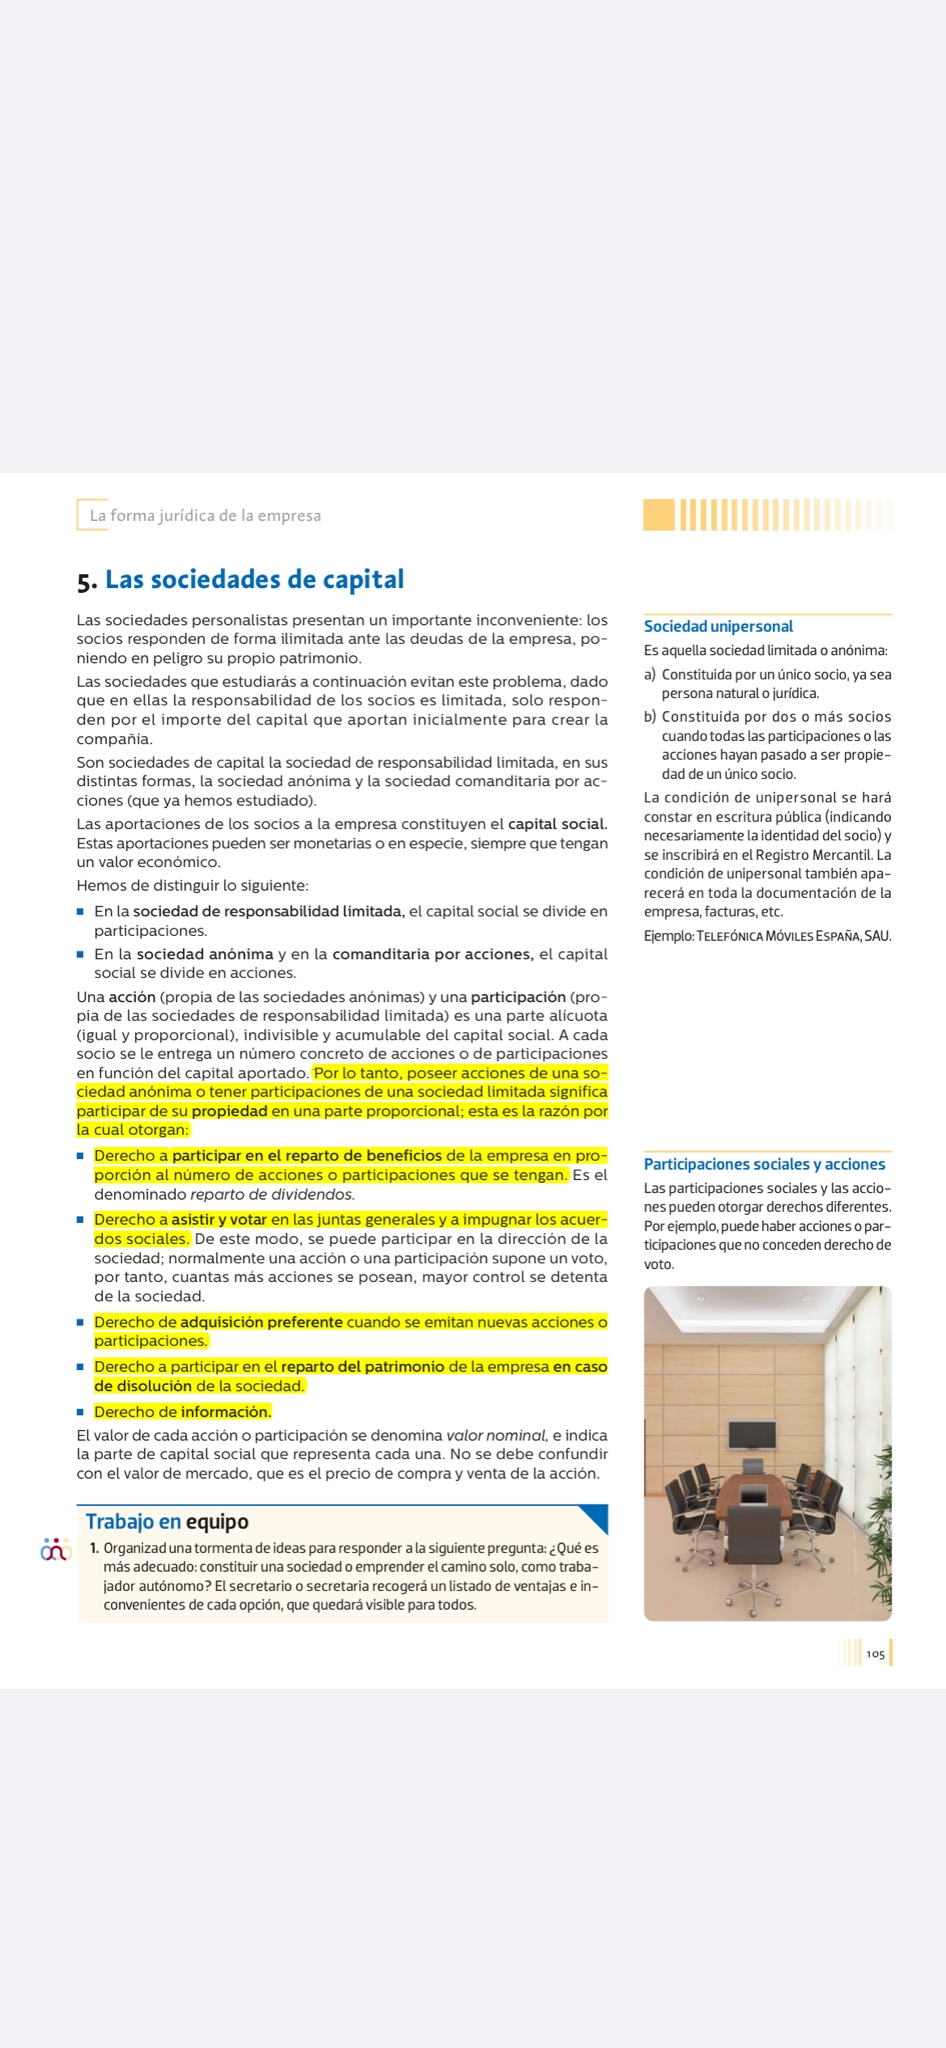 La forma jurídica de la empresa
5. Las sociedades de capital
Las sociedades personalistas presentan un importante inconveniente: los
socios responden de forma ilimitada ante las deudas de la empresa, po-
niendo en peligro su propio patrimonio.
Las sociedades que estudiarás a continuación evitan este problema, dado
que en ellas la responsabilidad de los socios es limitada, solo respon-
den por el importe del capital que aportan inicialmente para crear la
compañía.
Son sociedades de capital la sociedad de responsabilidad limitada, en sus
distintas formas, la sociedad anónima y la sociedad comanditaria por ac-
ciones (que ya hemos estudiado).
Las aportaciones de los socios a la empresa constituyen el capital social.
Estas aportaciones pueden ser monetarias o en especie, siempre que tengan
un valor económico.
Hemos de distinguir lo siguiente:
■ En la sociedad de responsabilidad limitada, el capital social se divide en
participaciones.
■ En la sociedad anónima y en la comanditaria por acciones, el capital
social se divide en acciones.
Una acción (propia de las sociedades anónimas) y una participación (pro-
pia de las sociedades de responsabilidad limitada) es una parte alícuota
(igual y proporcional), indivisible y acumulable del capital social. A cada
socio se le entrega un número concreto de acciones o de participaciones
en función del capital aportado. Por lo tanto, poseer acciones de una so-
ciedad anónima o tener participaciones de una sociedad limitada significa
participar de su propiedad en una parte proporcional; esta es la razón por
la cual otorgan:
■ Derecho a participar en el reparto de beneficios de la empresa en pro-
porción al número de acciones o participaciones que se tengan. Es el
denominado reparto de dividendos.
■ Derecho a asistir y votar en las juntas generales y a impugnar los acuer-
dos sociales. De este modo, se puede participar en la dirección de la
sociedad; normalmente una acción o una participación supone un voto,
por tanto, cuantas más acciones se posean, mayor control se detenta
de la sociedad.
■ Derecho de adquisición preferente cuando se emitan nuevas acciones o
participaciones.
■ Derecho a participar en el reparto del patrimonio de la empresa en caso
de disolución de la sociedad.
■ Derecho de información.
El valor de cada acción o participación se denomina valor nominal, e indica
la parte de capital social que representa cada una. No se debe confundir
con el valor de mercado, que es el precio de compra y venta de la acción.
Trabajo en equipo
1. Organizad una tormenta de ideas para responder a la siguiente pregunta: ¿Qué es
más adecuado: constituir una sociedad o emprender el camino solo, como traba-
jador autónomo? El secretario o secretaria recogerá un listado de ventajas e in-
convenientes de cada opción, que quedará visible para todos.
Sociedad unipersonal
Es aquella sociedad limitada o anónima:
a) Constituida por un único socio, ya sea
persona natural o jurídica.
b) Constituida por dos o más socios
cuando todas las participaciones o las
acciones hayan pasado a ser propie-
dad de un único socio.
La condición de unipersonal se hará
constar en escritura pública (indicando
necesariamente la identidad del socio) y
se inscribirá en el Registro Mercantil. La
condición de unipersonal también apa-
recerá en toda la documentación de la
empresa, facturas, etc.
Ejemplo: TELEFÓNICA MÓVILES ESPAÑA, SAU.
Participaciones sociales y acciones
Las participaciones sociales y las accio-
nes pueden otorgar derechos diferentes.
Por ejemplo, puede haber acciones o par-
ticipaciones que no conceden derecho de
voto.
105